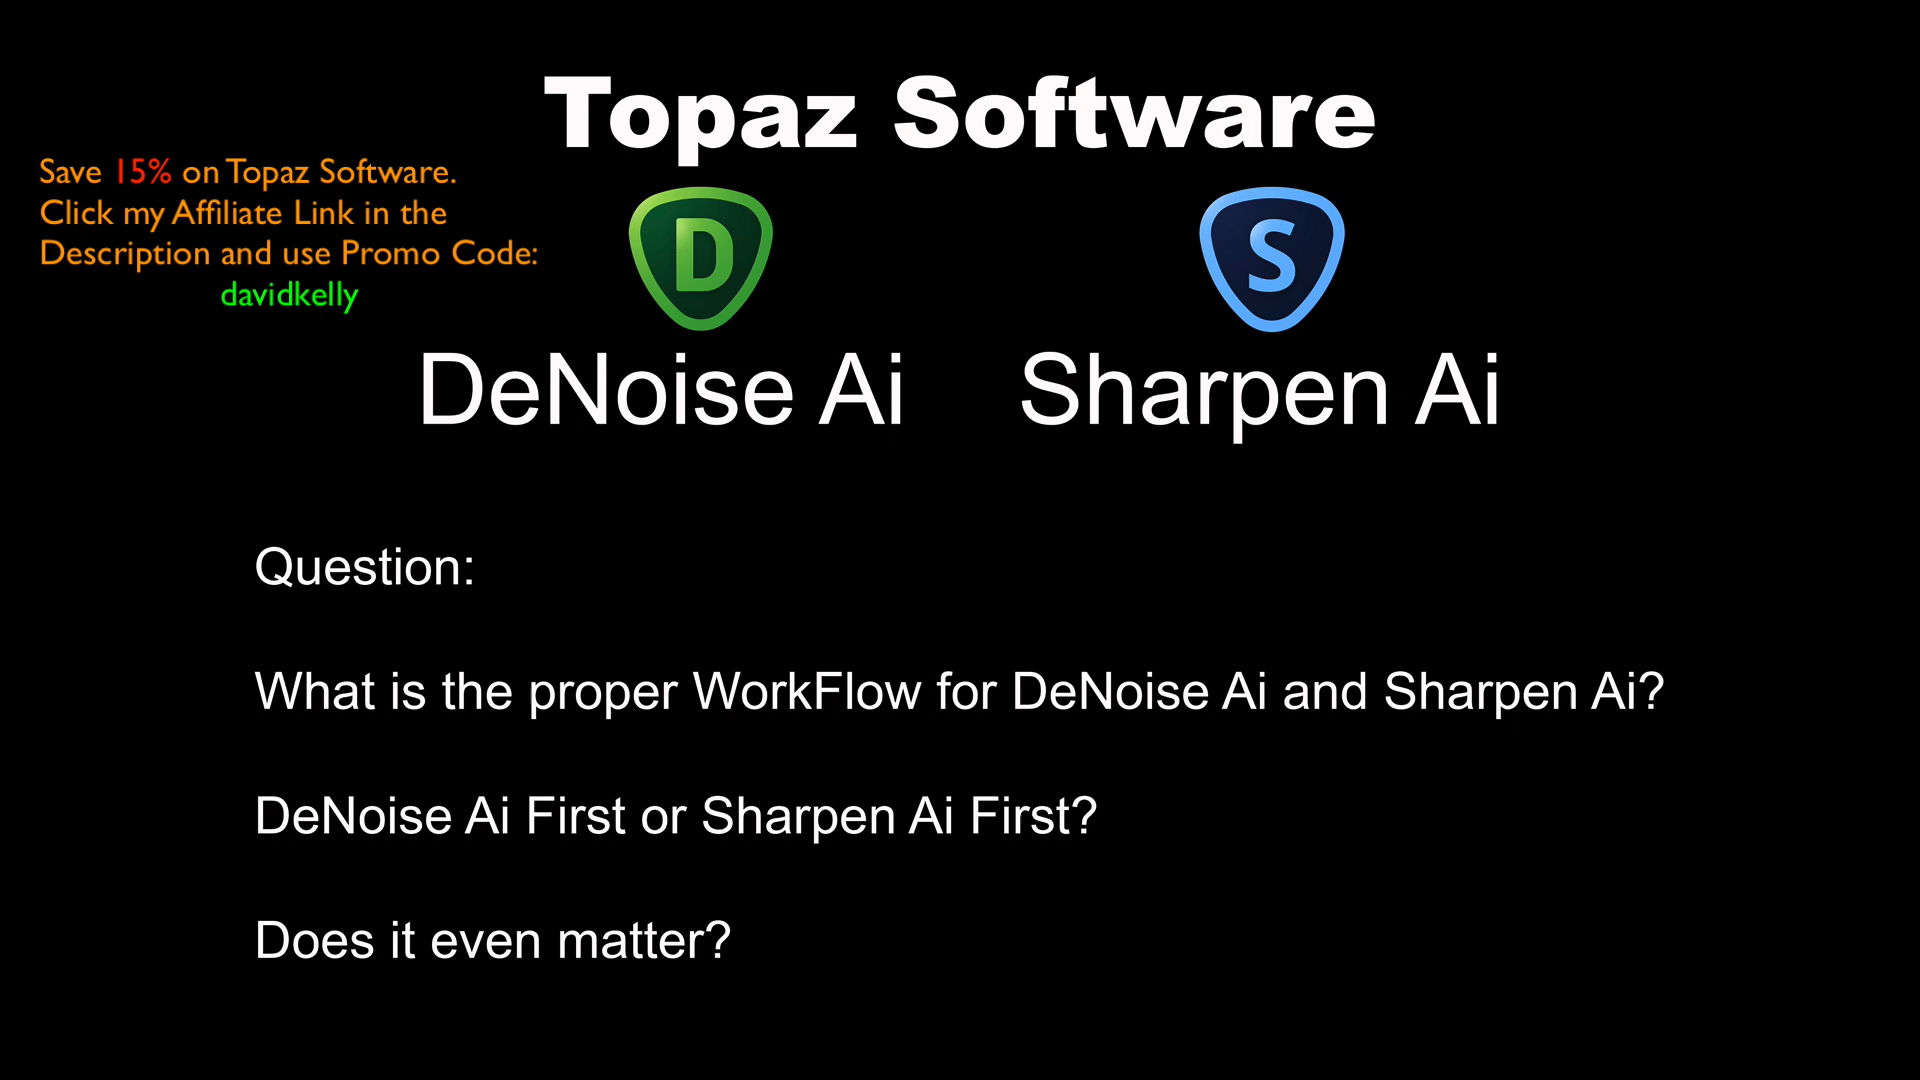 Topaz Software
Save 15% on Topaz Software.
Click my Affiliate Link in the
Description and use Promo Code:
davidkelly
D
S
DeNoise Ai
Sharpen Ai
Question:
What is the proper WorkFlow for DeNoise Ai and Sharpen Ai?
DeNoise Ai First or Sharpen Ai First?
Does it even matter?